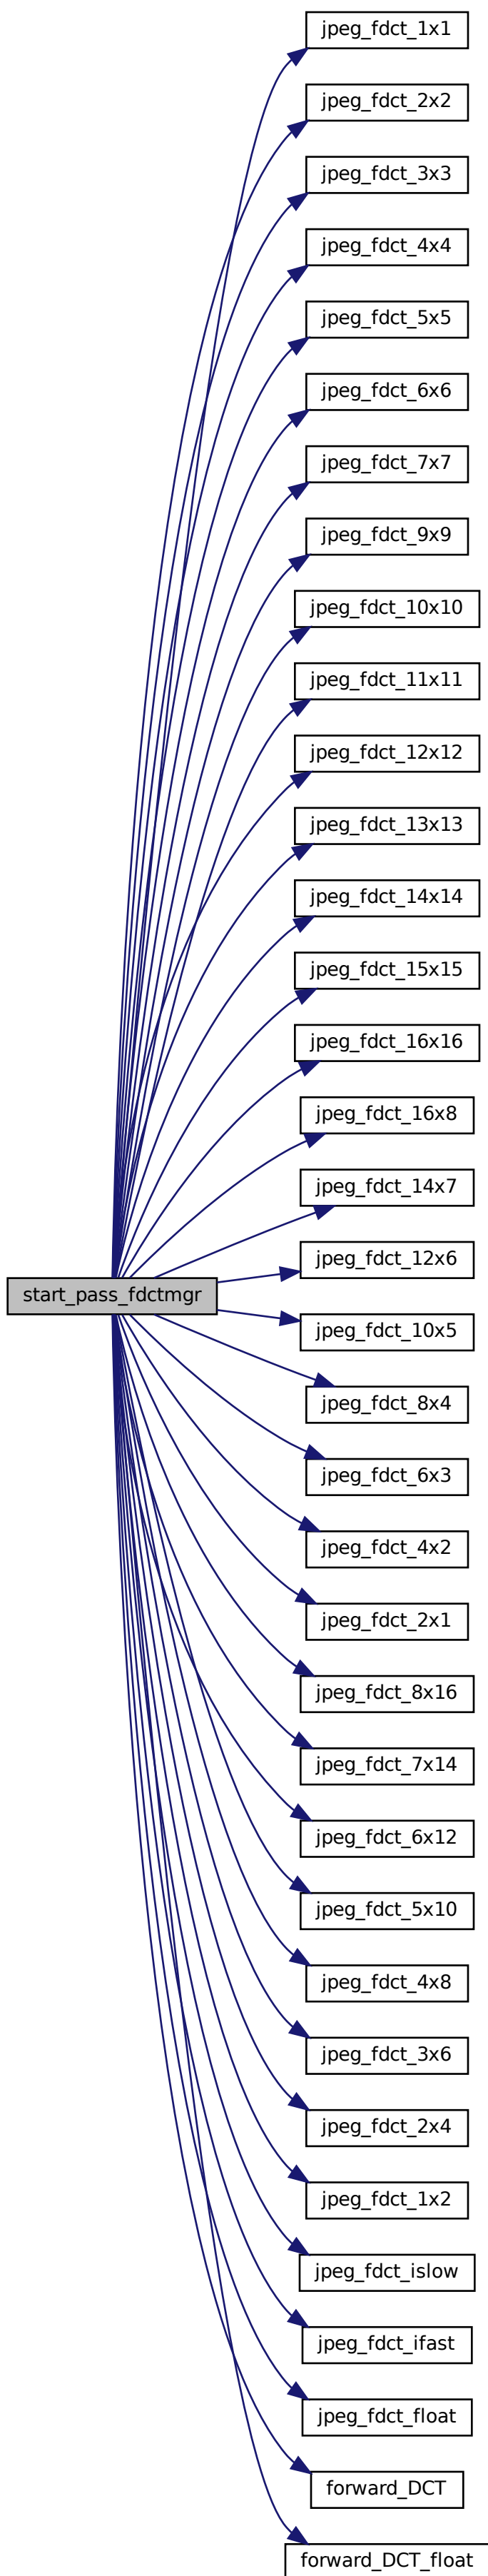 jpeg_fdct_1x1
jpeg_fdct_2x2
jpeg_fdct_3x3
jpeg_fdct_4x4
jpeg_fdct_5x5
jpeg_fdct_6x6
jpeg_fdct_7x7
jpeg_fdct_9x9
jpeg_fdct_10x10
jpeg_fdct_11x11
jpeg_fdct_12x12
jpeg_fdct_13x13
jpeg_fdct_14x14
jpeg_fdct_15x15
jpeg_fdct_16x16
jpeg_fdct_16x8
jpeg_fdct_14x7
jpeg_fdct_12x6
start_pass_fdctmgr
jpeg_fdct_10x5
jpeg_fdct_8x4
jpeg_fdct_6x3
jpeg_fdct_4x2
jpeg_fdct_2x1
jpeg_fdct_8x16
jpeg_fdct_7x14
jpeg_fdct_6x12
jpeg_fdct_5x10
jpeg_fdct_4x8
jpeg_fdct_3x6
jpeg_fdct_2x4
jpeg_fdct_1x2
jpeg_fdct_islow
jpeg_fdct_ifast
jpeg_fdct_float
forward_DCT
forward_DCT_float